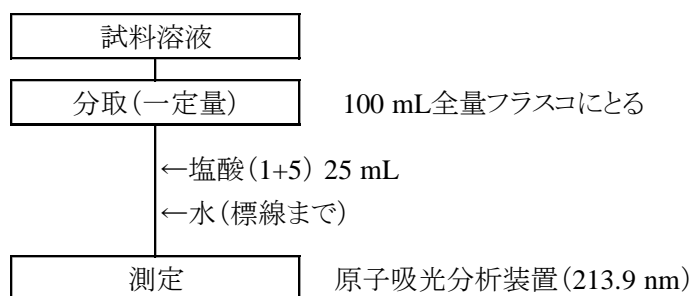 試料溶液
分取(一定量) 100 mL全量フラスコにとる
←塩酸(1+5) 25 mL
←水(標線まで)
測定 原子吸光分析装置(213.9 nm)